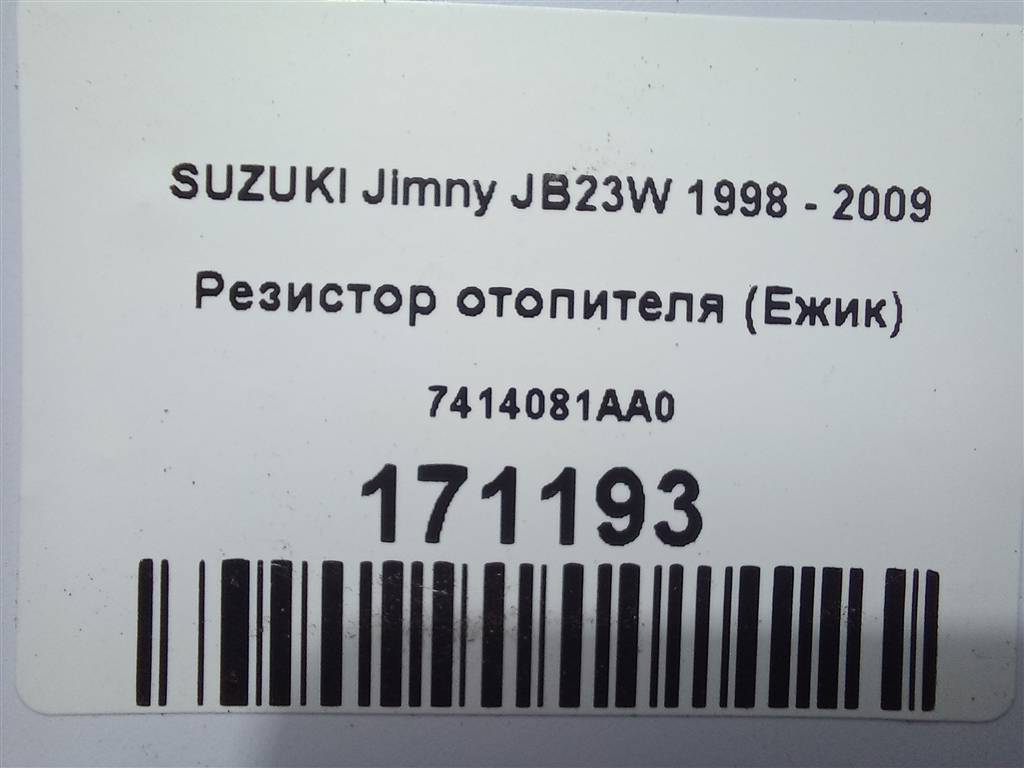 SUZUKI Jimny JB23W 1998 - 2009
Резистор отопителя (Ежик)
7414081AA0
171193